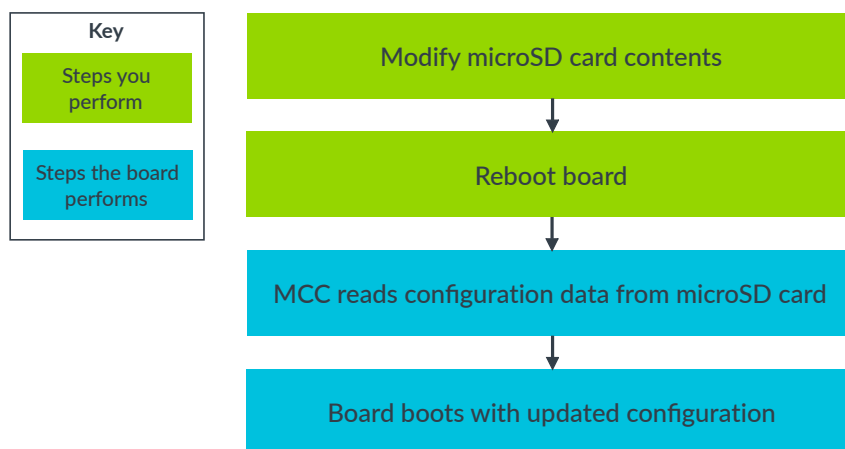 Key
Steps you
perform
Steps the board
performs
Modify microSD card contents
Reboot board
MCC reads configuration data from microSD card
Board boots with updated configuration